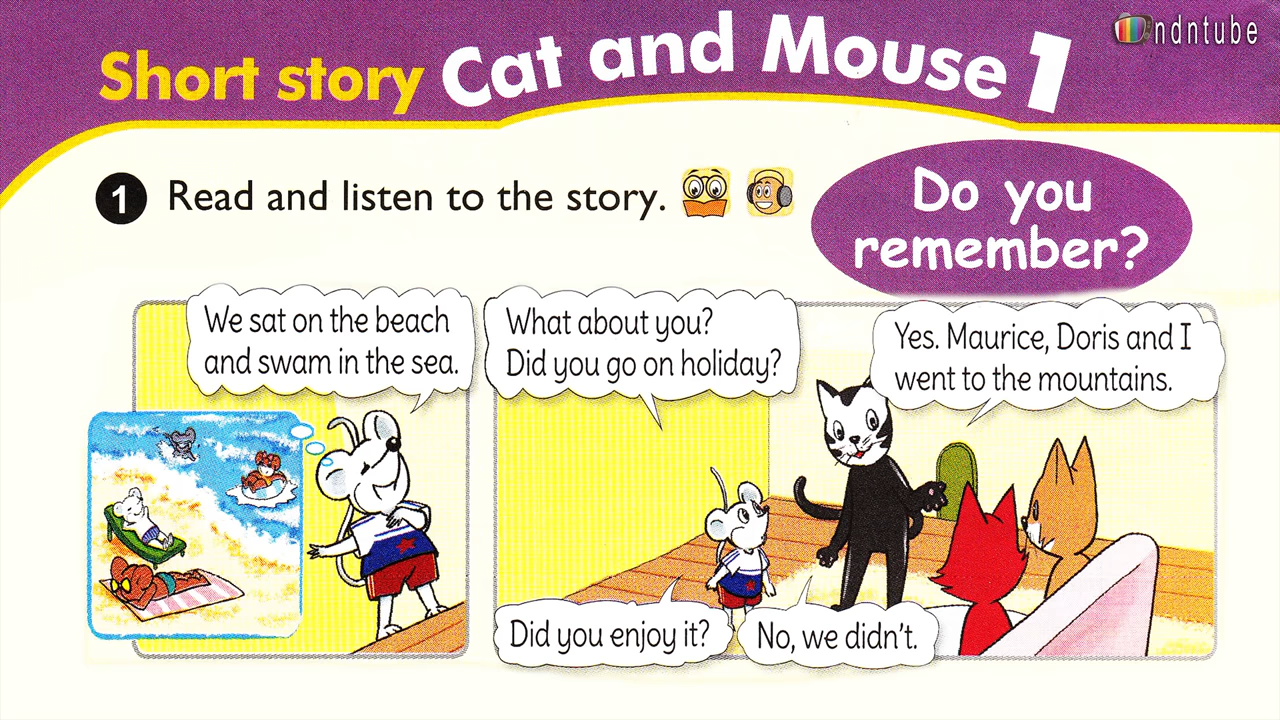 ndntube
Short story Cat and Mouse 1
1 Read and listen to the story.
Do you
remember?
We sat on the beach
and swam in the sea.
What about you?
Did you go on holiday?
Yes. Maurice, Doris and I
went to the mountains.
Did you enjoy it?
No, we didn't.